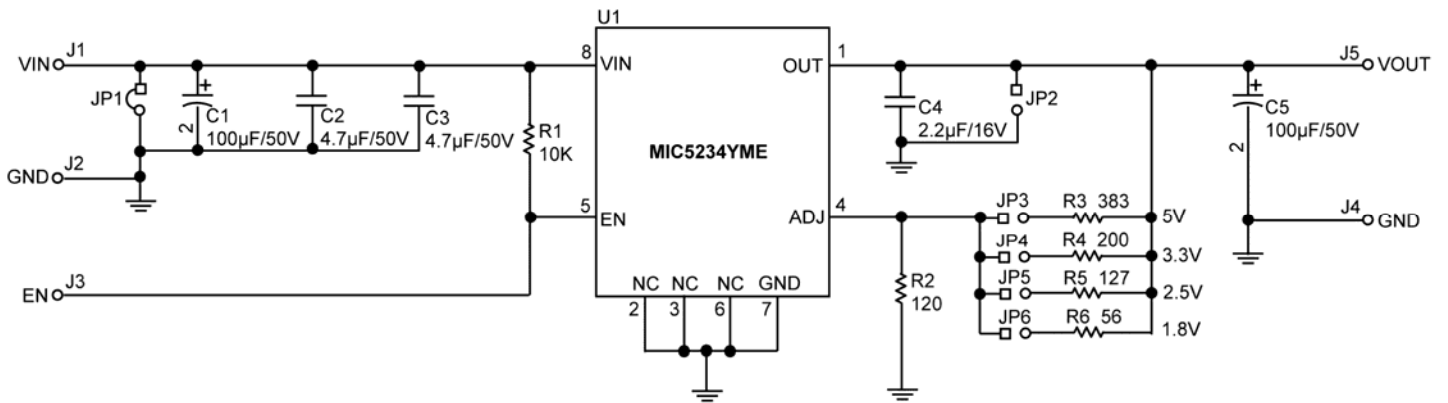 U1
VIN J1
8
VIN
OUT
1
J5
VOUT
JP1
+
C1
2
100µF/50V
C2
4.7µF/50V
C3
4.7µF/50V
R1
10K
MIC5234YME
C4
2.2µF/16V
JP2
+
C5
100µF/50V
2
J2
GND
5
EN
ADJ
4
JP3
R3 383
5V
J4
GND
JP4
R4 200
3.3V
JP5
R5 127
2.5V
JP6
R6 56
1.8V
R2
120
J3
EN
NC NC NC GND
2 3 6 7